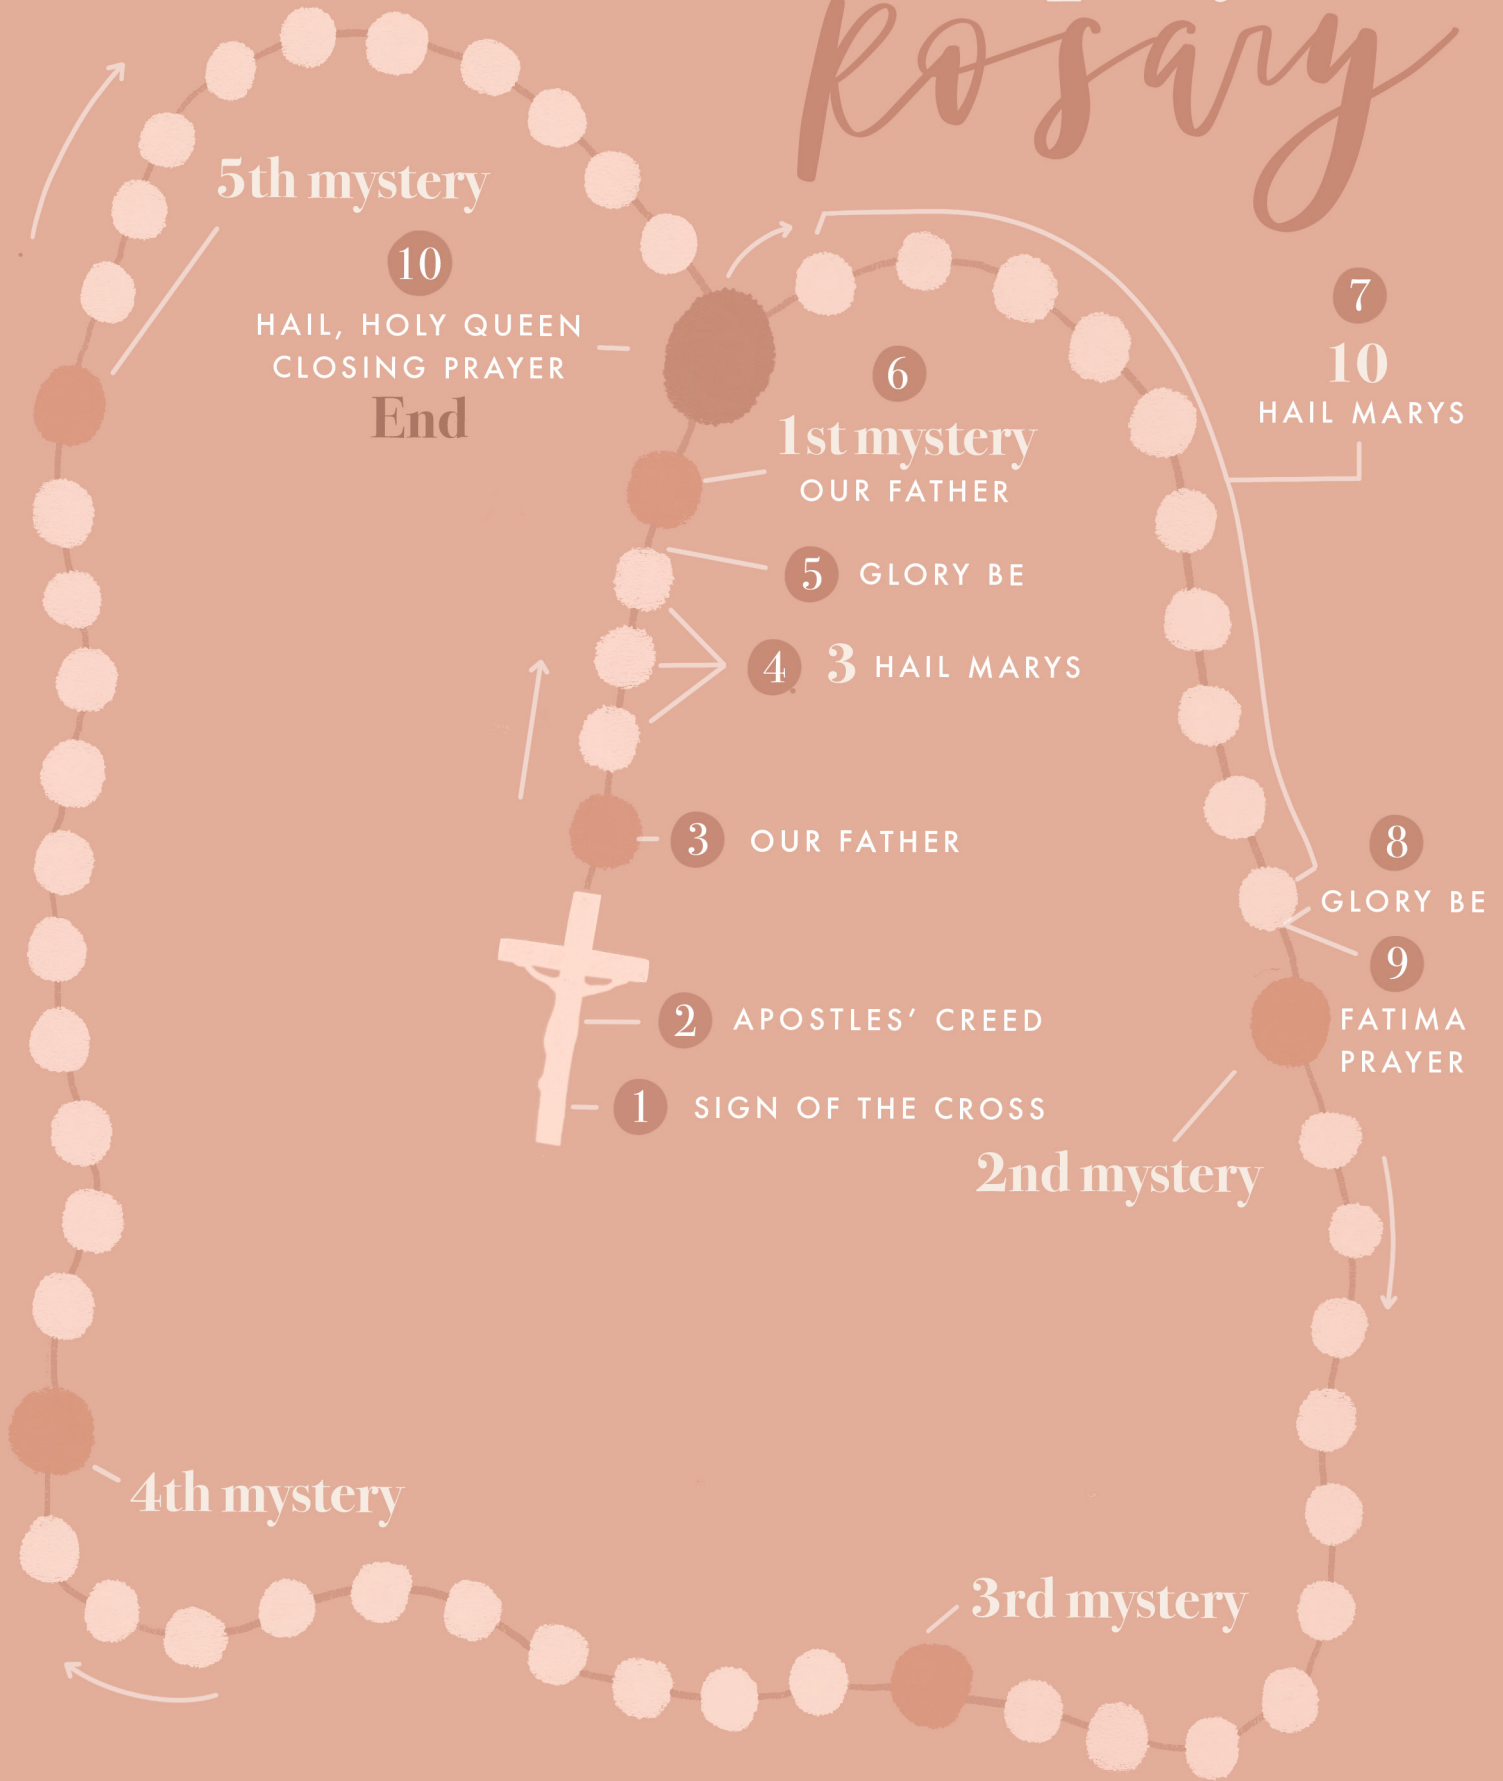 Rosary
5th mystery
10
HAIL, HOLY QUEEN
CLOSING PRAYER
End
1
SIGN OF THE CROSS
2
APOSTLES’ CREED
3
OUR FATHER
4
3 HAIL MARYS
5
GLORY BE
6
1st mystery
OUR FATHER
7
10
HAIL MARYS
8
GLORY BE
9
FATIMA
PRAYER
2nd mystery
3rd mystery
4th mystery